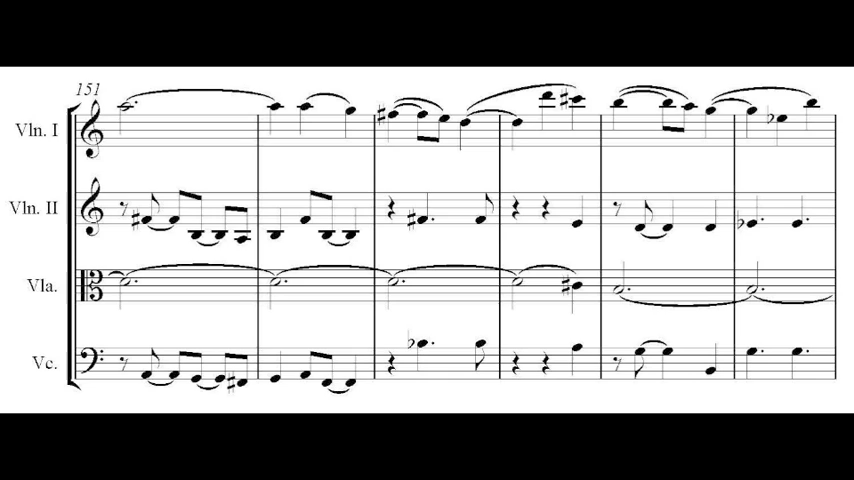 151
Vln. I
Vln. II
Vla.
Vc.